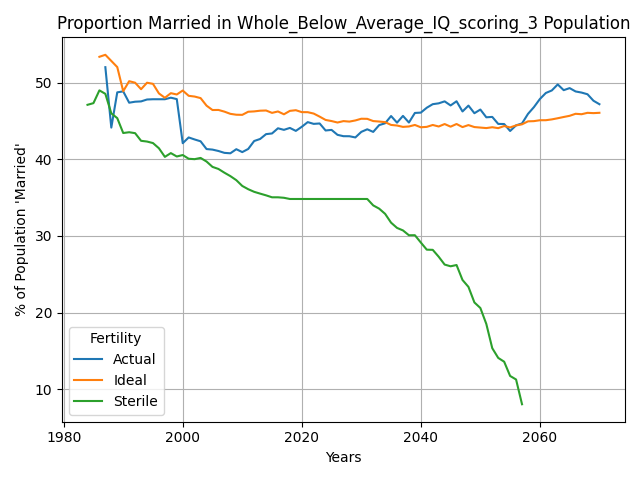 Proportion Married in Whole_Below_Average_IQ_scoring_3 Population
% of Population 'Married'
50
40
30
20
10
Fertility
Actual
Ideal
Sterile
1980 2000 2020 2040 2060
Years